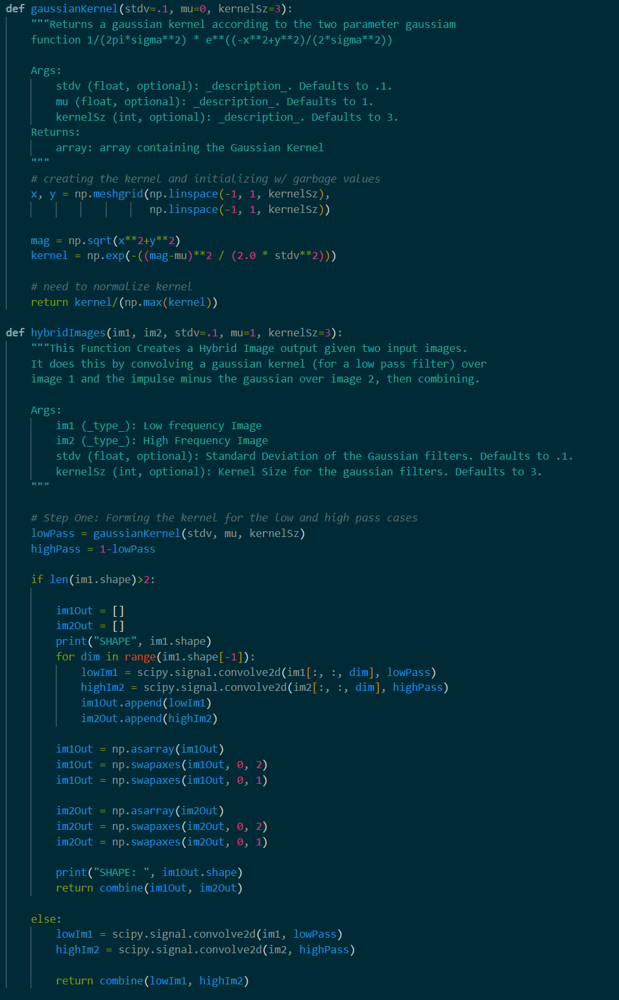 def gaussianKernel(stdv=.1, mu=0, kernelSz=3):
    """Returns a gaussian kernel according to the two parameter gaussiam
    function 1/(2pi*sigma**2) * e**((-x**2+y**2)/(2*sigma**2))

    Args:
        stdv (float, optional): _description_. Defaults to .1.
        mu (float, optional): _description_. Defaults to 1.
        kernelSz (int, optional): _description_. Defaults to 3.
    Returns:
        array: array containing the Gaussian Kernel
    """
    # creating the kernel and initializing w/ garbage values
    x, y = np.meshgrid(np.linspace(-1, 1, kernelSz),
                       np.linspace(-1, 1, kernelSz))

    mag = np.sqrt(x**2+y**2)
    kernel = np.exp(-((mag-mu)**2 / (2.0 * stdv**2)))

    # need to normalize kernel
    return kernel/(np.max(kernel))

def hybridImages(im1, im2, stdv=.1, mu=1, kernelSz=3):
    """This Function Creates a Hybrid Image output given two input images.
    It does this by convolving a gaussian kernel (for a low pass filter) over
    image 1 and the impulse minus the gaussian over image 2, then combining.

    Args:
        im1 (_type_): Low frequency Image
        im2 (_type_): High Frequency Image
        stdv (float, optional): Standard Deviation of the Gaussian filters. Defaults to .1.
        kernelSz (int, optional): Kernel Size for the gaussian filters. Defaults to 3.
    """

    # Step One: Forming the kernel for the low and high pass cases
    lowPass = gaussianKernel(stdv, mu, kernelSz)
    highPass = 1-lowPass

    if len(im1.shape)>2:

        im1Out = []
        im2Out = []
        print("SHAPE", im1.shape)
        for dim in range(im1.shape[-1]):
            lowIm1 = scipy.signal.convolve2d(im1[:, :, dim], lowPass)
            highIm2 = scipy.signal.convolve2d(im2[:, :, dim], highPass)
            im1Out.append(lowIm1)
            im2Out.append(highIm2)

        im1Out = np.asarray(im1Out)
        im1Out = np.swapaxes(im1Out, 0, 2)
        im1Out = np.swapaxes(im1Out, 0, 1)

        im2Out = np.asarray(im2Out)
        im2Out = np.swapaxes(im2Out, 0, 2)
        im2Out = np.swapaxes(im2Out, 0, 1)

        print("SHAPE: ", im1Out.shape)
        return combine(im1Out, im2Out)

    else:
        lowIm1 = scipy.signal.convolve2d(im1, lowPass)
        highIm2 = scipy.signal.convolve2d(im2, highPass)

        return combine(lowIm1, highIm2)